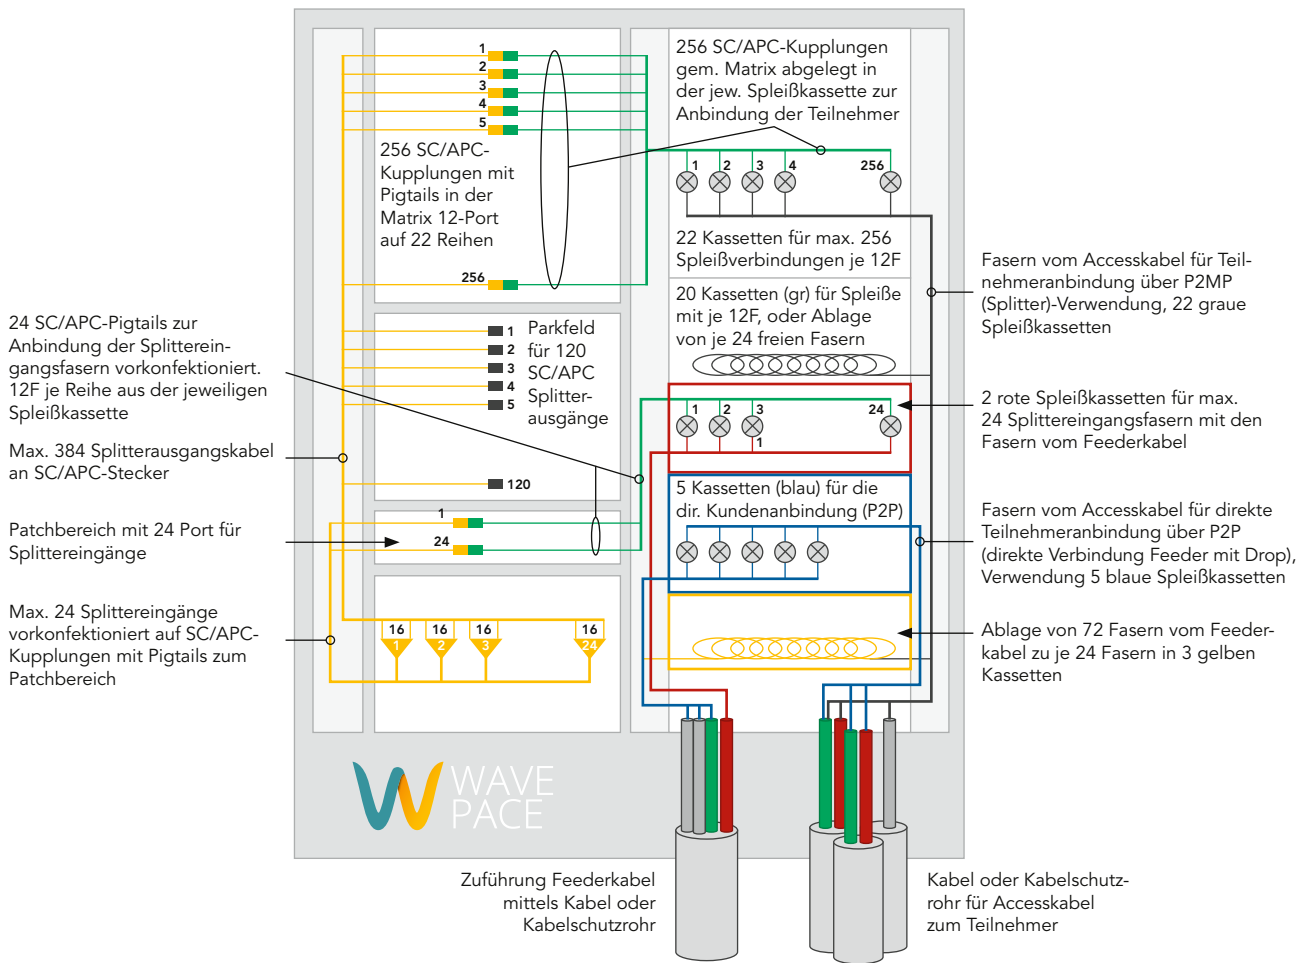 1
2
3
4
5
256 SC/APC-
Kupplungen mit
Pigtails in der
Matrix 12-Port
auf 22 Reihen
256
256 SC/APC-Kupplungen
gem. Matrix abgelegt in
der jew. Spleißkassette zur
Anbindung der Teilnehmer
1 2 3 4 256
22 Kassetten für max. 256
Spleißverbindungen je 12F
20 Kassetten (gr) für Spleiße
mit je 12F, oder Ablage
von je 24 freien Fasern
Fasern vom Accesskabel für Teil-
nehmeranbindung über P2MP
(Splitter)-Verwendung, 22 graue
Spleißkassetten
24 SC/APC-Pigtails zur
Anbindung der Splitterein-
gangsfasern vorkonfektioniert.
12F je Reihe aus der jeweiligen
Spleißkassette
1
2
3
4
5
Parkfeld
für 120
SC/APC
Splitter-
ausgänge
120
1 2 3 24
1
2 rote Spleißkassetten für max.
24 Splittereingangsfasern mit den
Fasern vom Feederkabel
Max. 384 Splitterausgangskabel
an SC/APC-Stecker
5 Kassetten (blau) für die
dir. Kundenanbindung (P2P)
Fasern vom Accesskabel für direkte
Teilnehmeranbindung über P2P
(direkte Verbindung Feeder mit Drop),
Verwendung 5 blaue Spleißkassetten
Patchbereich mit 24 Port für
Splittereingänge
1
24
Max. 24 Splittereingänge
vorkonfektioniert auf SC/APC-
Kupplungen mit Pigtails zum
Patchbereich
16 16 16 16
1 2 3 24
Ablage von 72 Fasern vom Feeder-
kabel zu je 24 Fasern in 3 gelben
Kassetten
WAVE
PACE
Zuführung Feederkabel
mittels Kabel oder
Kabelschutzrohr
Kabel oder Kabelschutz-
rohr für Accesskabel
zum Teilnehmer